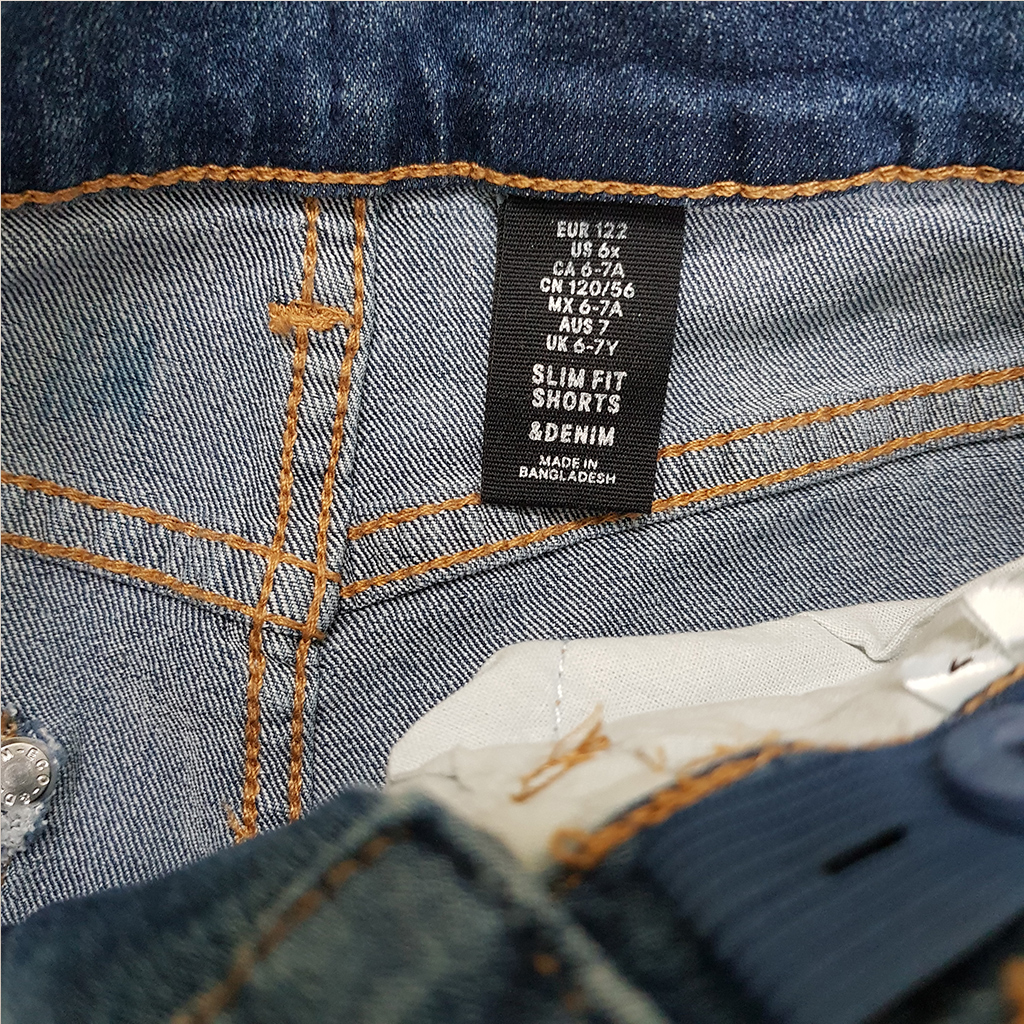 EUR 122
US 6x
CA 6-7A
CN 120/56
MX 6-7A
AUS 7
UK 6-7Y
SLIM FIT
SHORTS
&DENIM
MADE IN
BANGLADESH